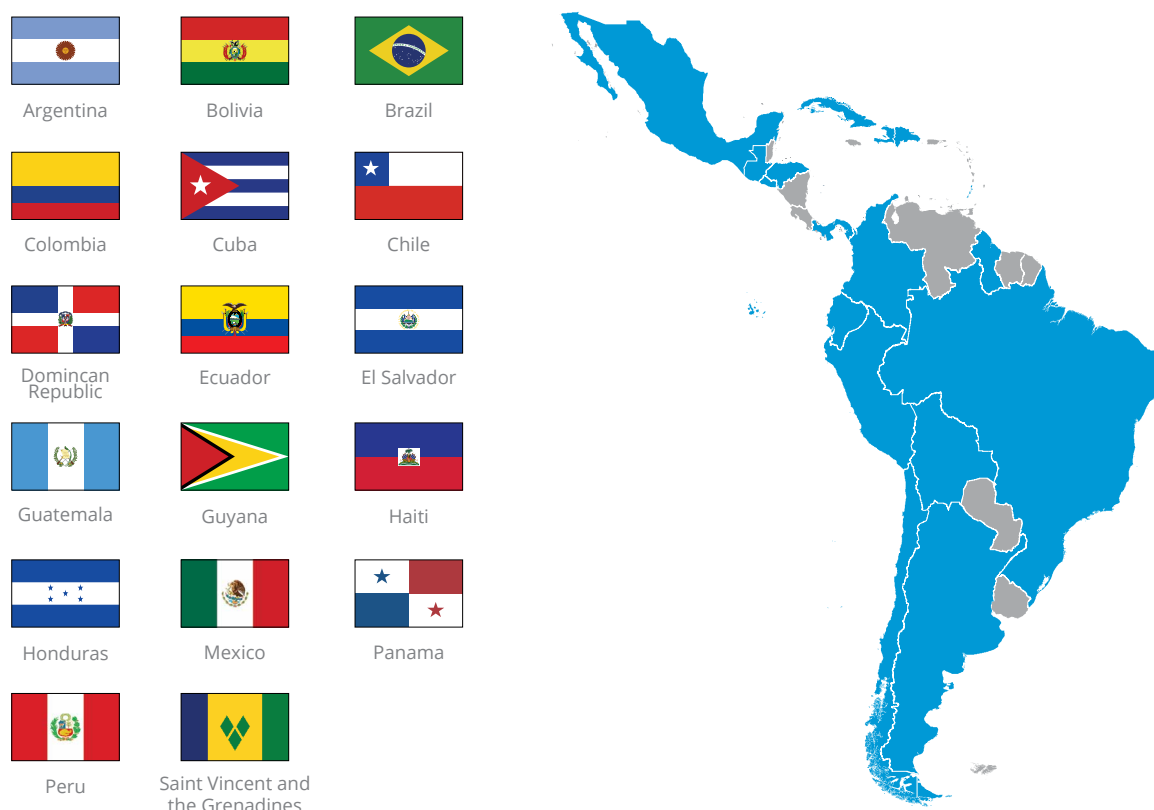 Argentina
Bolivia
Brazil
Colombia
Cuba
Chile
Domincan
Republic
Ecuador
El Salvador
Guatemala
Guyana
Haiti
Honduras
Mexico
Panama
Peru
Saint Vincent and
the Grenadines